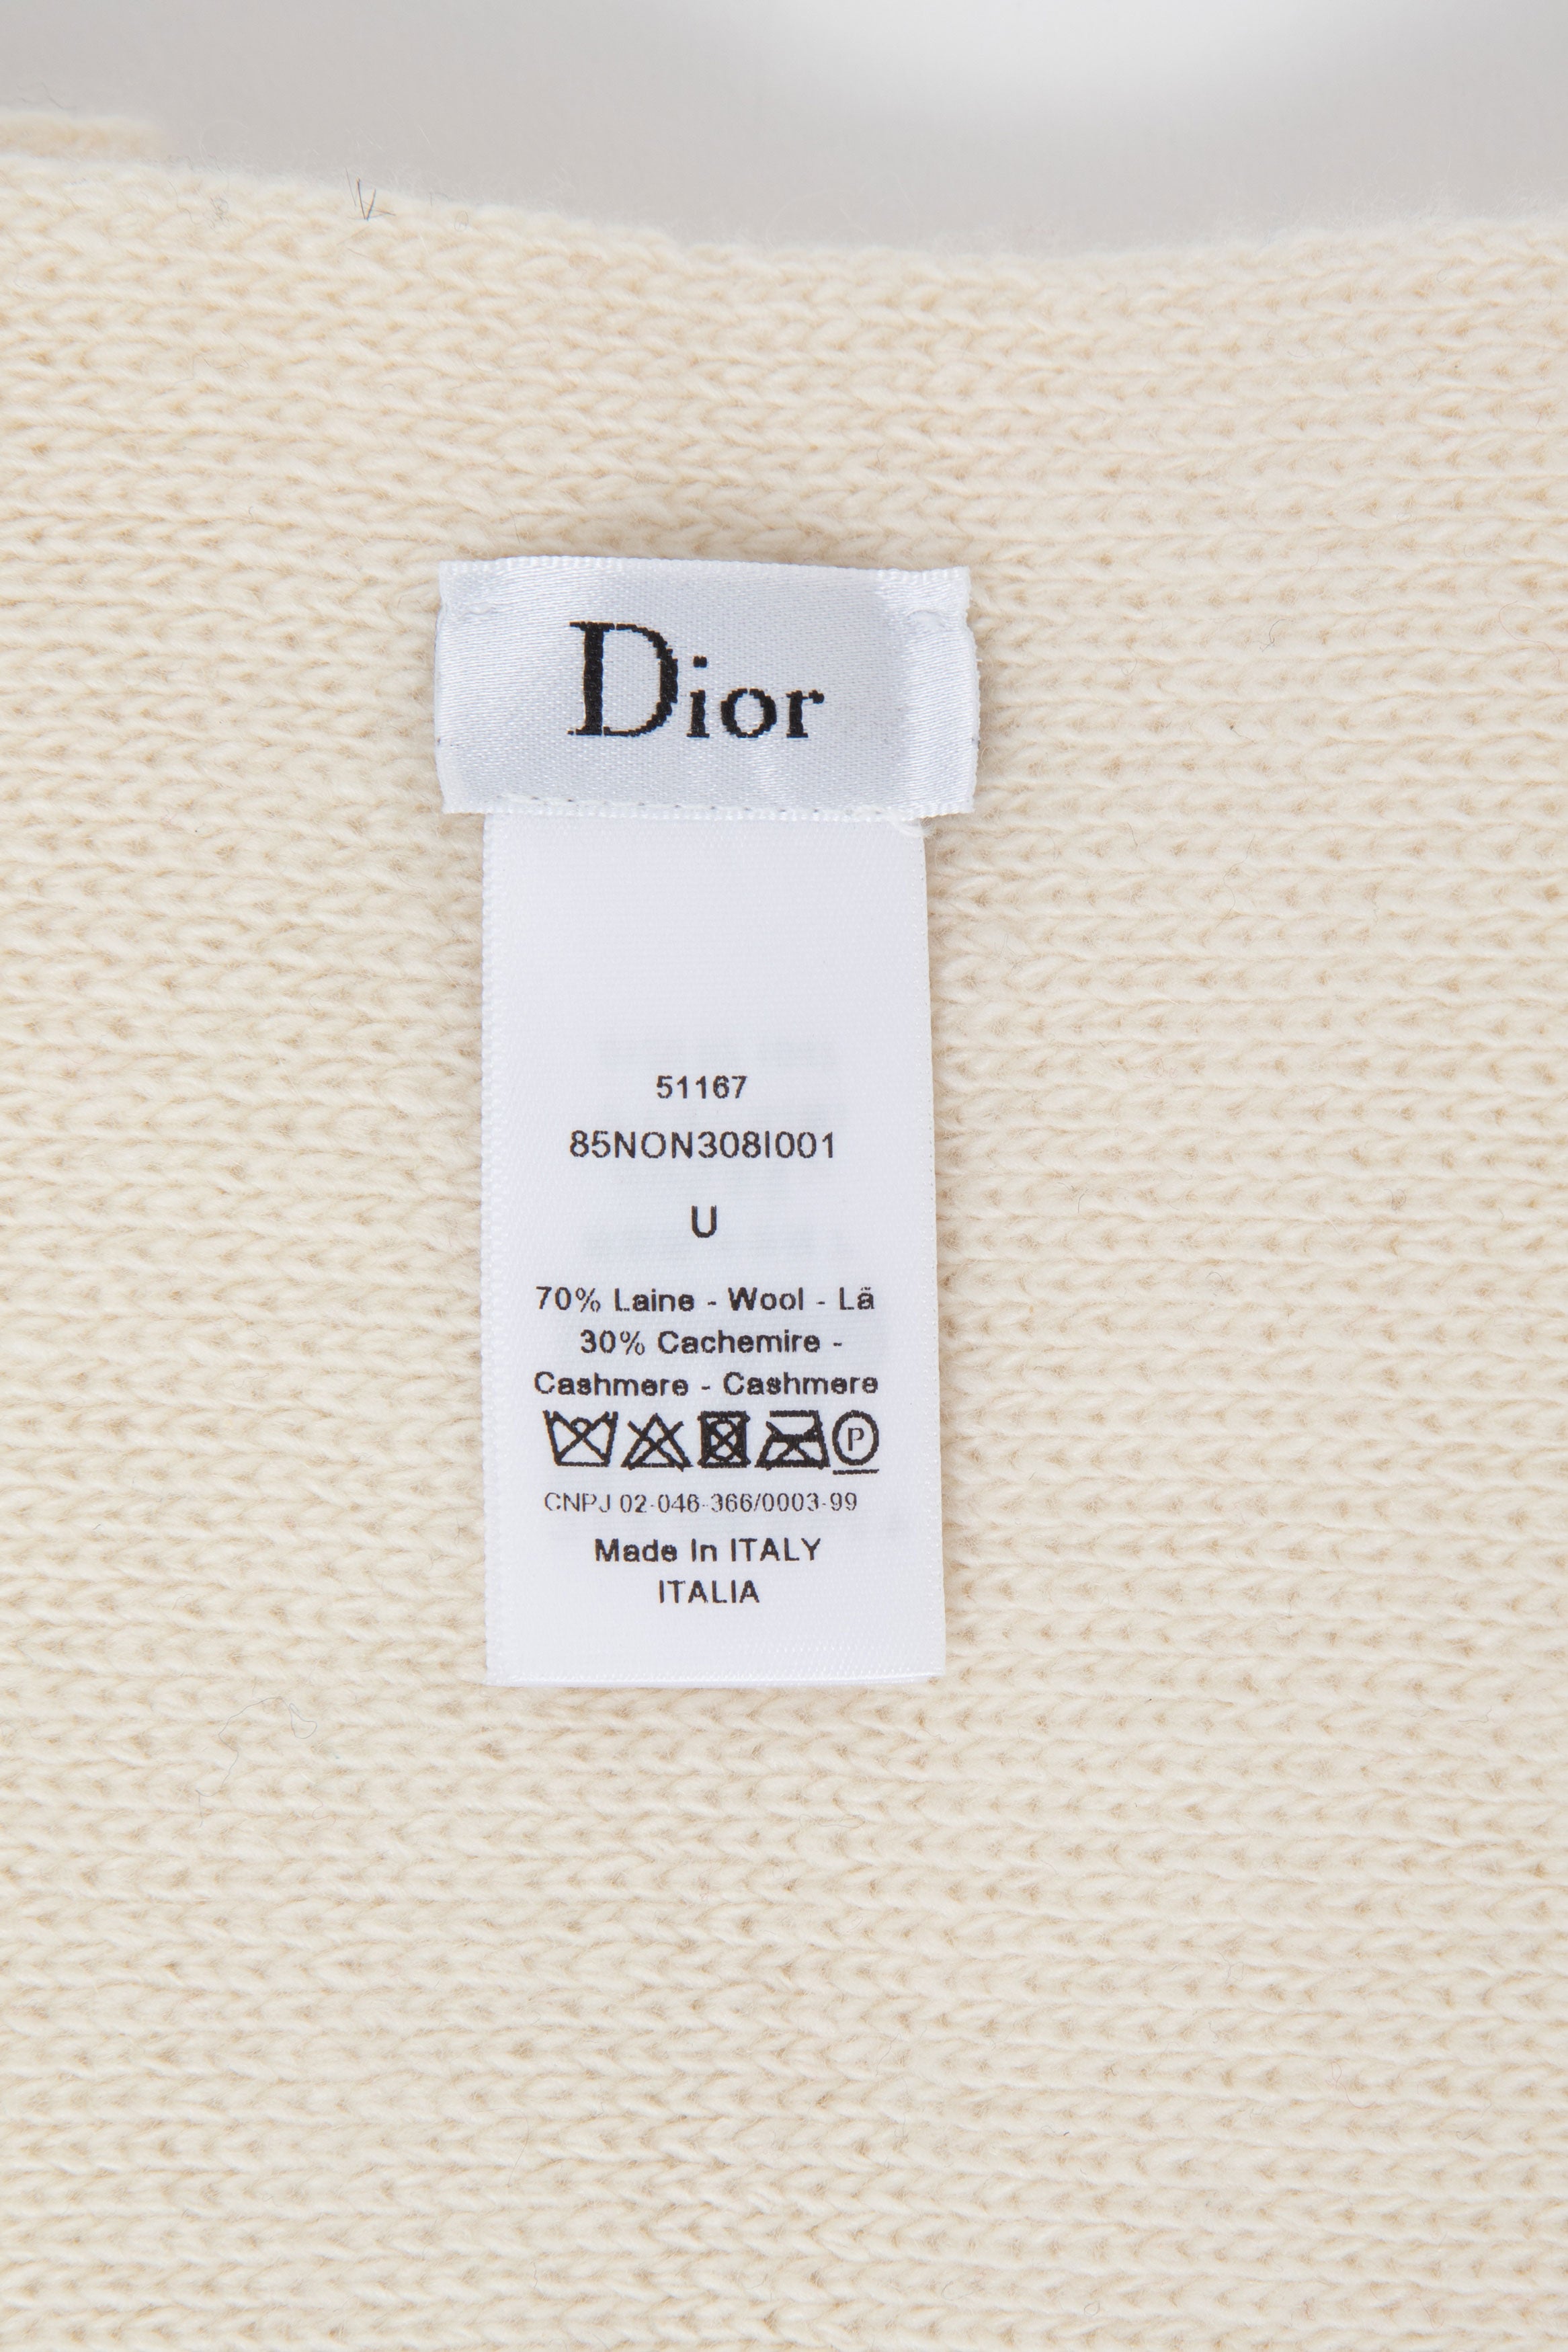 Dior
51167
85NON308I001
U
70% Laine - Wool - Lã
30% Cachemire -
Cashmere - Cashmere
P
CNPJ 02-046-366/0003-99
Made In ITALY
ITALIA